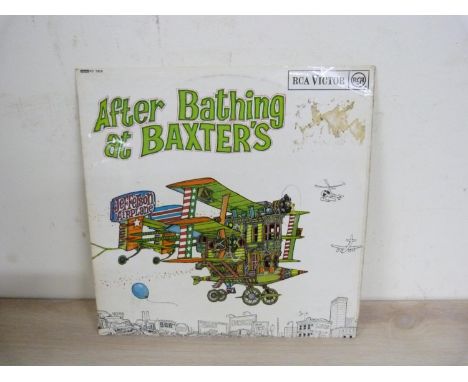 RCA VICTOR
RCA
After Bathing
at BAXTER'S
Jefferson
AIRPLANE